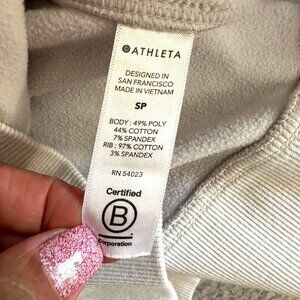 ATHLETA
DESIGNED IN
SAN FRANCISCO
MADE IN VIETNAM
SP
BODY : 49% POLY
44% COTTON
7% SPANDEX
RIB : 97% COTTON
3% SPANDEX
RN 54023
Certified
B
Corporation